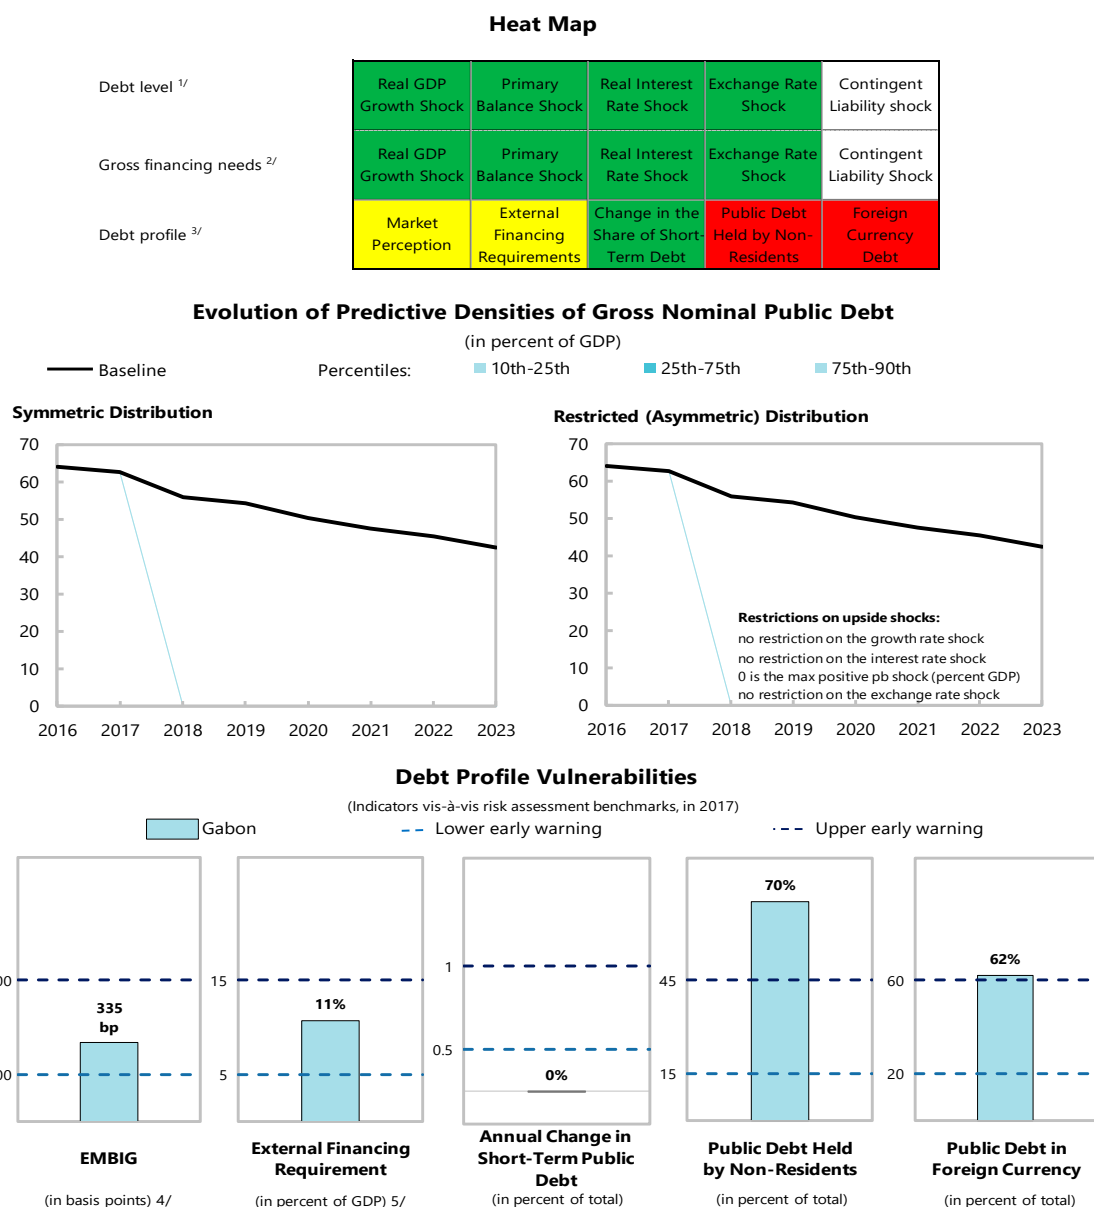 Heat Map
Debt level 1/
Real GDP Growth Shock
Primary Balance Shock
Real Interest Rate Shock
Exchange Rate Shock
Contingent Liability shock
Gross financing needs 2/
Real GDP Growth Shock
Primary Balance Shock
Real Interest Rate Shock
Exchange Rate Shock
Contingent Liability Shock
Debt profile 3/
Market Perception
External Financing Requirements
Change in the Share of Short-Term Debt
Public Debt Held by Non-Residents
Foreign Currency Debt
Evolution of Predictive Densities of Gross Nominal Public Debt
(in percent of GDP)
Baseline
Percentiles:
10th-25th
25th-75th
75th-90th
Symmetric Distribution
70
60
50
40
30
20
10
0
2016 2017 2018 2019 2020 2021 2022 2023
Restricted (Asymmetric) Distribution
70
60
50
40
30
20
10
0
Restrictions on upside shocks:
no restriction on the growth rate shock
no restriction on the interest rate shock
0 is the max positive pb shock (percent GDP)
no restriction on the exchange rate shock
2016 2017 2018 2019 2020 2021 2022 2023
Debt Profile Vulnerabilities
(Indicators vis-à-vis risk assessment benchmarks, in 2017)
Gabon
Lower early warning
Upper early warning
335
bp
EMBIG
(in basis points) 4/
15
11%
5
External Financing
Requirement
(in percent of GDP) 5/
1
0.5
0%
Annual Change in
Short-Term Public
Debt
(in percent of total)
70%
45
15
Public Debt Held
by Non-Residents
(in percent of total)
62%
60
20
Public Debt in
Foreign Currency
(in percent of total)